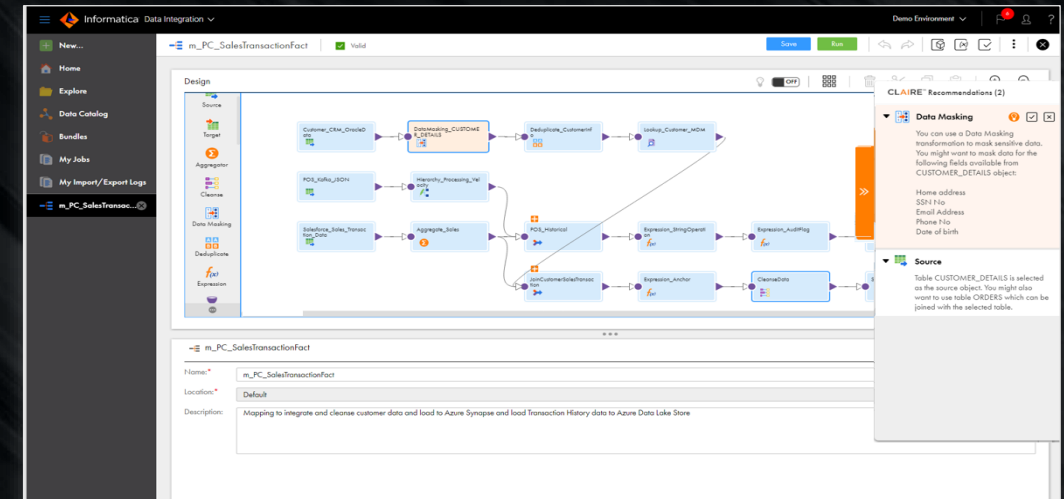 Informatica Data Integration
Demo Environment
?
New...
Home
Explore
Data Catalog
Bundles
My Jobs
My Import/Export Logs
m_PC_SalesTransac...
m_PC_SalesTransactionFact
Valid
Save
Run
Design
OFF
Source
Target
Aggregator
Cleanse
Data Masking
Deduplicate
Expression
Customer_CRM_OracleD
ata
DataMasking_CUSTOME
R_DETAILS
Deduplicate_CustomerInf
o
Lookup_Customer_MDM
POS_Kafka_JSON
Hierarchy_Processing_Vel
ocity
Salesforce_Sales_Transac
tion_Data
Aggregate_Sales
POS_Historical
Expression_StringOperati
on
Expression_AuditFlag
JoinCustomerSalesTransac
tion
Expression_Anchor
CleanseData
CLAIRE™ Recommendations (2)
Data Masking
You can use a Data Masking
transformation to mask sensitive data.
You might want to mask data for the
following fields available from
CUSTOMER_DETAILS object:
Home address
SSN No
Email Address
Phone No
Date of birth
Source
Table CUSTOMER_DETAILS is selected
as the source object. You might also
want to use table ORDERS which can be
joined with the selected table.
m_PC_SalesTransactionFact
Name:*
m_PC_SalesTransactionFact
Location:*
Default
Description:
Mapping to integrate and cleanse customer data and load to Azure Synapse and load Transaction History data to Azure Data Lake Store